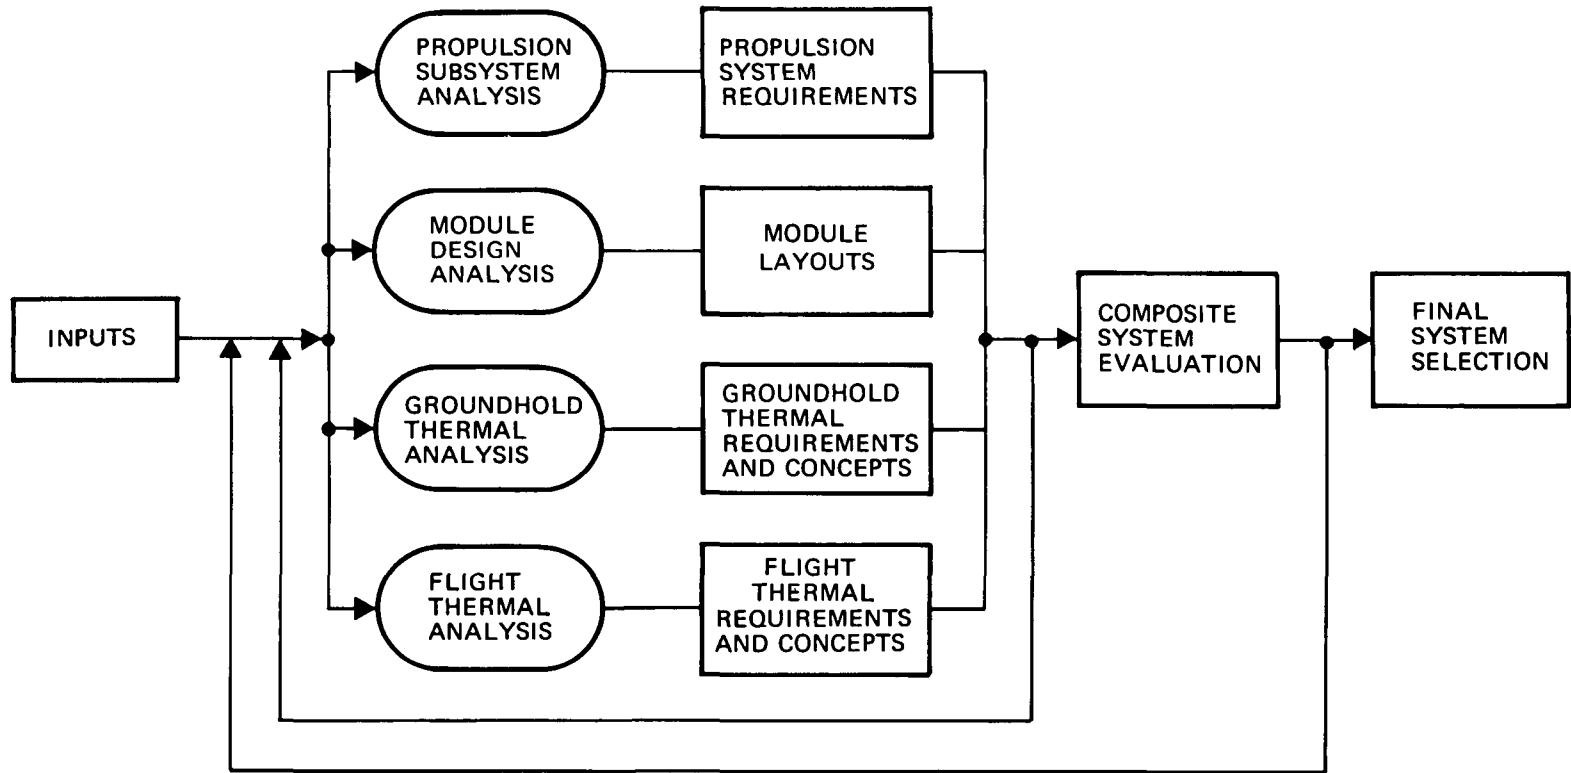 INPUTS
PROPULSION
SUBSYSTEM
ANALYSIS
PROPULSION
SYSTEM
REQUIREMENTS
MODULE
DESIGN
ANALYSIS
MODULE
LAYOUTS
GROUNDHOLD
THERMAL
ANALYSIS
GROUNDHOLD
THERMAL
REQUIREMENTS
AND CONCEPTS
FLIGHT
THERMAL
ANALYSIS
FLIGHT
THERMAL
REQUIREMENTS
AND CONCEPTS
COMPOSITE
SYSTEM
EVALUATION
FINAL
SYSTEM
SELECTION